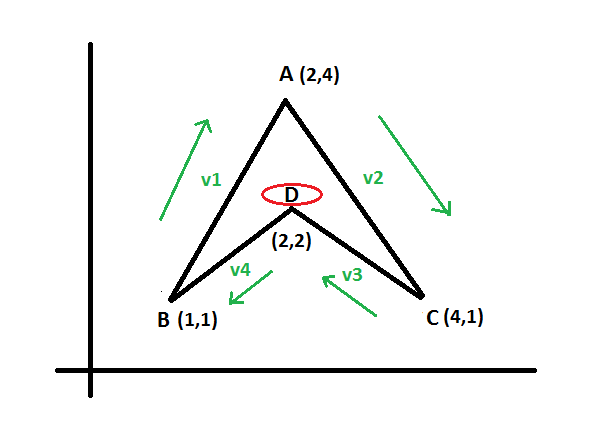 A (2,4)
v1
v2
D
(2,2)
v4
v3
B (1,1)
C (4,1)